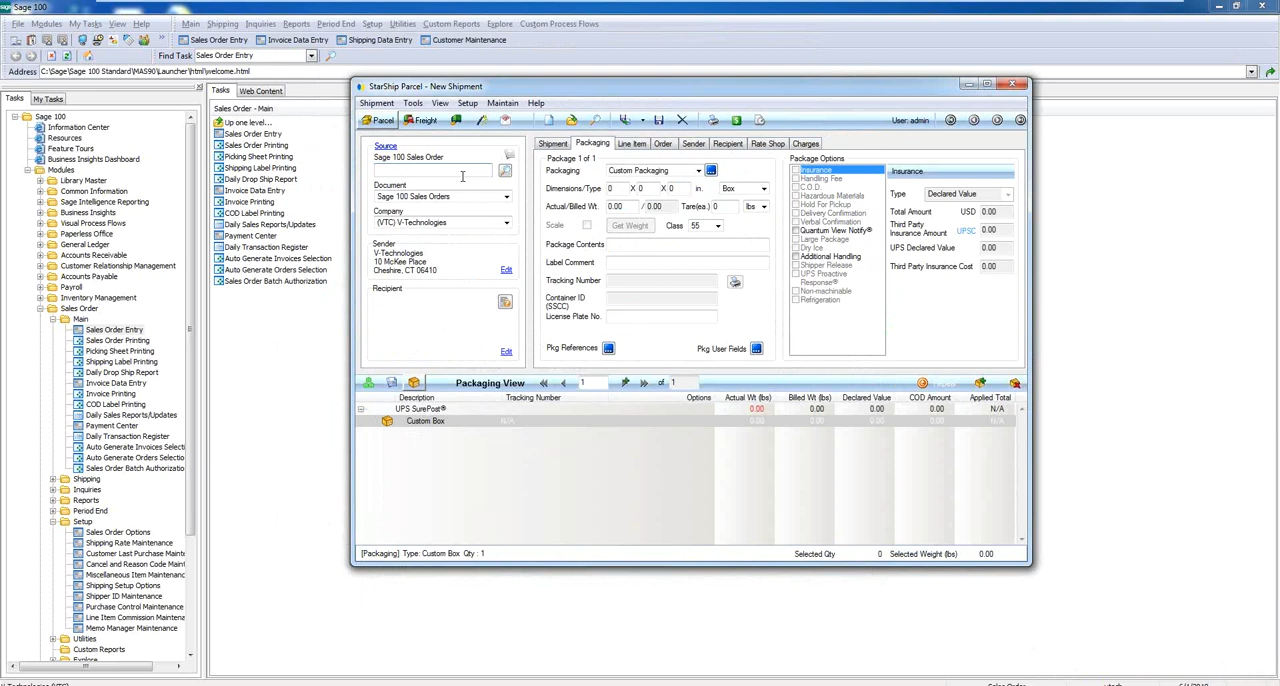 Sage 100
File Modules My Tasks View Help Main Shipping Inquiries Reports Period End Setup Utilities Custom Reports Explore Custom Process Flows
Sales Order Entry Invoice Data Entry Shipping Data Entry Customer Maintenance
Find Task Sales Order Entry
Address C:\Sage\Sage 100 Standard\MAS90\Launcher\html\welcome.html
Tasks My Tasks
Sage 100
Information Center
Resources
Feature Tours
Business Insights Dashboard
Modules
Library Master
Common Information
Sage Intelligence Reporting
Business Insights
Visual Process Flows
Paperless Office
General Ledger
Accounts Receivable
Customer Relationship Management
Accounts Payable
Payroll
Inventory Management
Sales Order
Main
Sales Order Entry
Sales Order Printing
Picking Sheet Printing
Shipping Label Printing
Daily Drop Ship Report
Invoice Data Entry
Invoice Printing
COD Label Printing
Daily Sales Reports/Updates
Payment Center
Daily Transaction Register
Auto Generate Invoices Selecti
Auto Generate Orders Selectio
Sales Order Batch Authorizatio
Shipping
Inquiries
Reports
Period End
Setup
Sales Order Options
Shipping Rate Maintenance
Customer Last Purchase Maint
Cancel and Reason Code Maint
Miscellaneous Item Maintenanc
Shipping Setup Options
Shipper ID Maintenance
Purchase Control Maintenance
Line Item Commission Maintena
Memo Manager Maintenance
Utilities
Custom Reports
Explore
Tasks Web Content
Sales Order - Main
Up one level...
Sales Order Entry
Sales Order Printing
Picking Sheet Printing
Shipping Label Printing
Daily Drop Ship Report
Invoice Data Entry
Invoice Printing
COD Label Printing
Daily Sales Reports/Updates
Payment Center
Daily Transaction Register
Auto Generate Invoices Selection
Auto Generate Orders Selection
Sales Order Batch Authorization
StarShip Parcel - New Shipment
Shipment Tools View Setup Maintain Help
Parcel Freight User: admin
Source
Sage 100 Sales Order
Document
Sage 100 Sales Orders
Company
(VTC) V-Technologies
Sender
V-Technologies
10 McKee Place
Cheshire, CT 06410 Edit
Recipient
Edit
Shipment Packaging Line Item Order Sender Recipient Rate Shop Charges
Package 1 of 1
Packaging Custom Packaging
Dimensions/Type 0 X 0 X 0 in. Box
Actual/Billed Wt. 0.00 / 0.00 Tare(ea.) 0 lbs
Scale Get Weight Class 55
Package Contents
Label Comment
Tracking Number
Container ID
(SSCC)
License Plate No.
Pkg References Pkg User Fields
Package Options
Insurance
Handling Fee
C.O.D.
Hazardous Materials
Hold For Pickup
Delivery Confirmation
Verbal Confirmation
Quantum View Notify®
Large Package
Dry Ice
Additional Handling
Shipper Release
UPS Proactive
Response®
Non-machinable
Refrigeration
Insurance
Type Declared Value
Total Amount USD 0.00
Third Party
Insurance Amount UPSC 0.00
UPS Declared Value 0.00
Third Party Insurance Cost 0.00
Packaging View 1 of 1
Description Tracking Number Options Actual Wt (lbs) Billed Wt (lbs) Declared Value COD Amount Applied Total
UPS SurePost® 0.00 0.00 0.00 0.00 N/A
Custom Box N/A 0.00 0.00 0.00 0.00 N/A
[Packaging] Type: Custom Box Qty : 1 Selected Qty 0 Selected Weight (lbs) 0.00